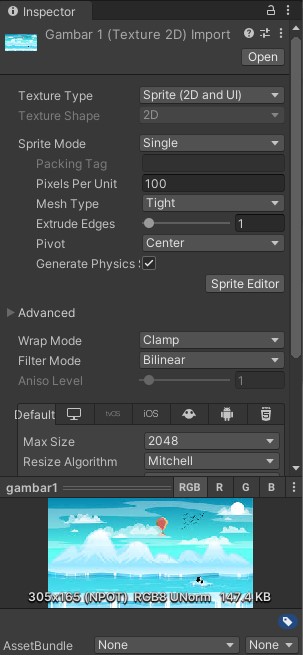 Inspector
Gambar 1 (Texture 2D) Import
Open
Texture Type Sprite (2D and UI)
Texture Shape 2D
Sprite Mode Single
Packing Tag
Pixels Per Unit 100
Mesh Type Tight
Extrude Edges 1
Pivot Center
Generate Physics
Sprite Editor
Advanced
Wrap Mode Clamp
Filter Mode Bilinear
Aniso Level 1
Default tvOS iOS
Max Size 2048
Resize Algorithm Mitchell
gambar1 RGB R G B
305x165 (NPOT) RGB8 UNorm 147.4 KB
AssetBundle None None